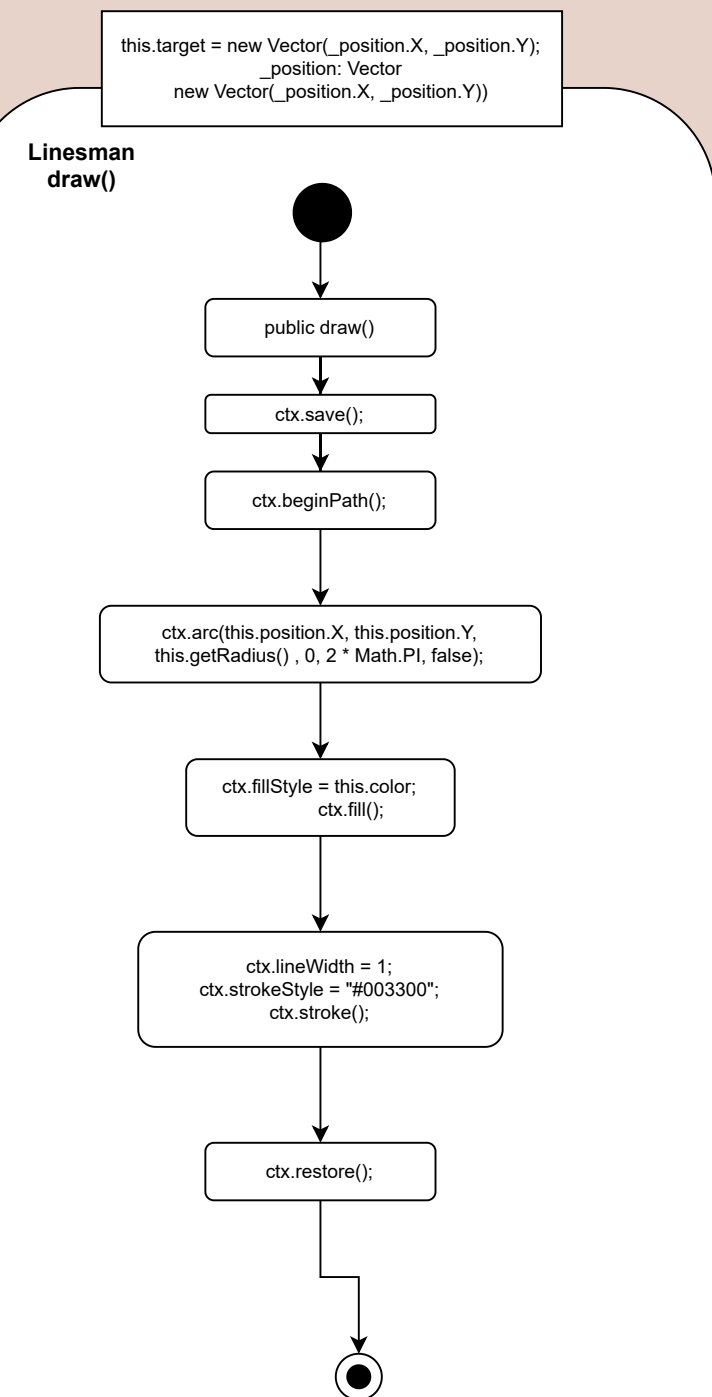 this.target = new Vector(_position.X, _position.Y);
_position: Vector
new Vector(_position.X, _position.Y))
Linesman
draw()
public draw()
ctx.save();
ctx.beginPath();
ctx.arc(this.position.X, this.position.Y,
this.getRadius() , 0, 2 * Math.PI, false);
ctx.fillStyle = this.color;
ctx.fill();
ctx.lineWidth = 1;
ctx.strokeStyle = "#003300";
ctx.stroke();
ctx.restore();